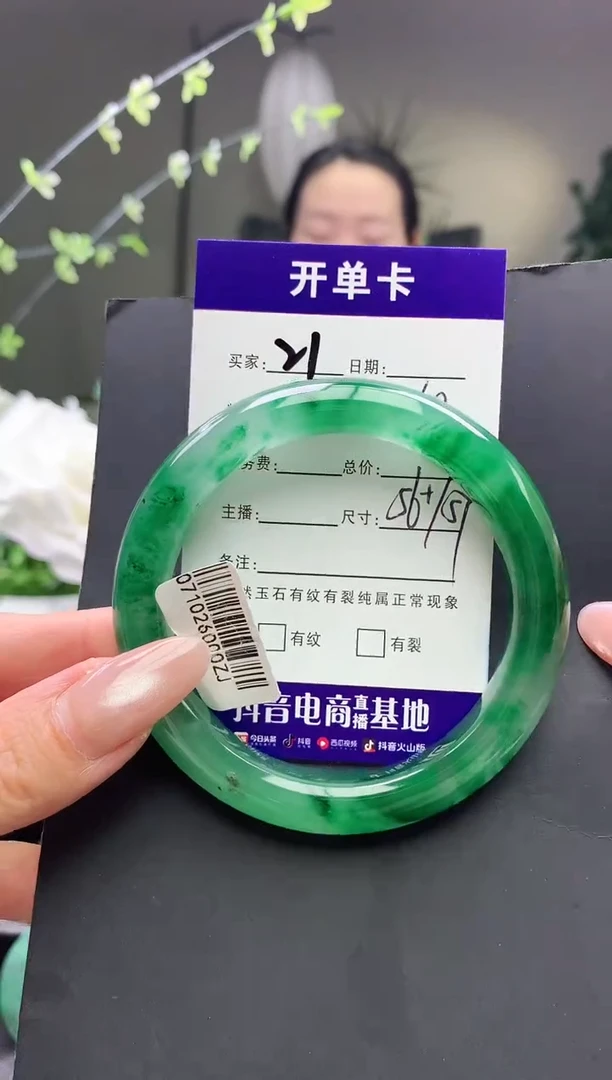 开单卡
买家: 日期:
务费: 总价:
主播: 尺寸: 56+/5
备注:
然玉石有纹有裂纯属正常现象
有纹 有裂
071025000ZJ
抖音电商直播基地
今日头条 抖音 西瓜视频 抖音火山版